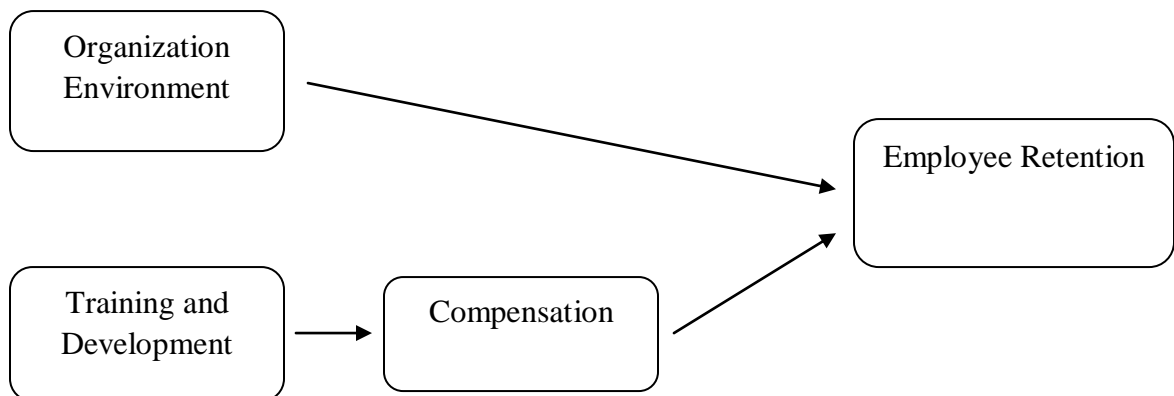 Organization
Environment
Employee Retention
Training and
Development
Compensation